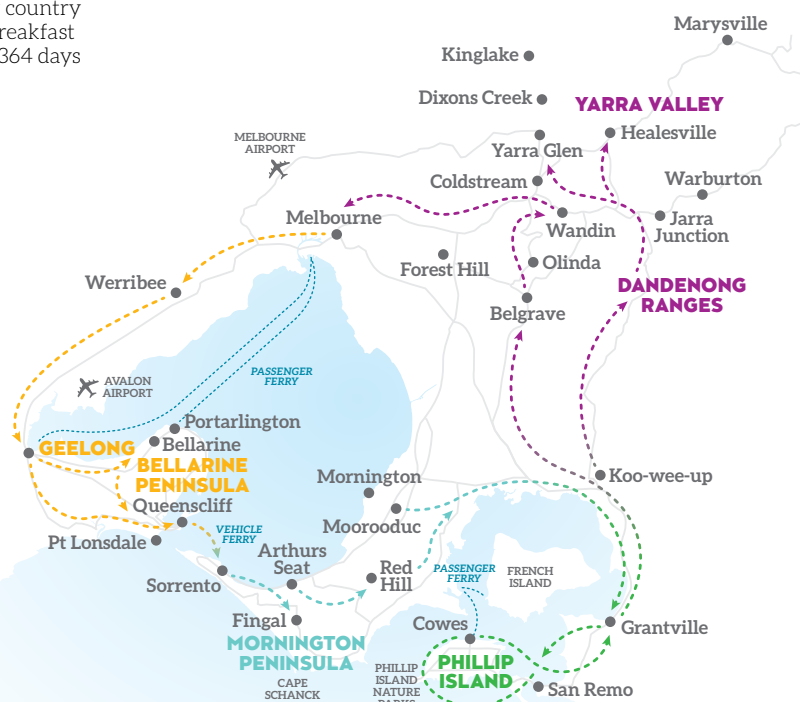 country
reakfast
364 days
Marysville
Kinglake
Dixons Creek
YARRA VALLEY
Healesville
MELBOURNE
AIRPORT
Yarra Glen
Coldstream
Warburton
Melbourne
Wandin
Jarra
Junction
Forest Hill
Olinda
Werribee
DANDENONG
RANGES
Belgrave
PASSENGER
FERRY
AVALON
AIRPORT
Portarlington
GEELONG
Bellarine
BELLARINE
PENINSULA
Mornington
Koo-wee-up
Queenscliff
Moorooduc
VEHICLE
FERRY
Pt Lonsdale
Arthurs
Seat
Red
Hill
PASSENGER
FERRY
FRENCH
ISLAND
Sorrento
Fingal
Cowes
Grantville
MORNINGTON
PENINSULA
PHILLIP
ISLAND
CAPE
SCHANCK
PHILLIP
ISLAND
NATURE
PARKS
San Remo